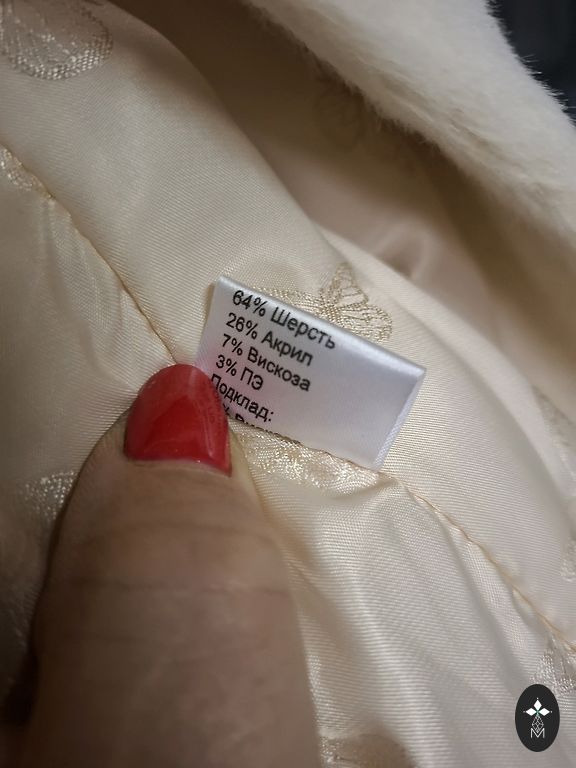 64% Шерсть
26% Акрил
7% Вискоза
3% ПЭ
Подклад: